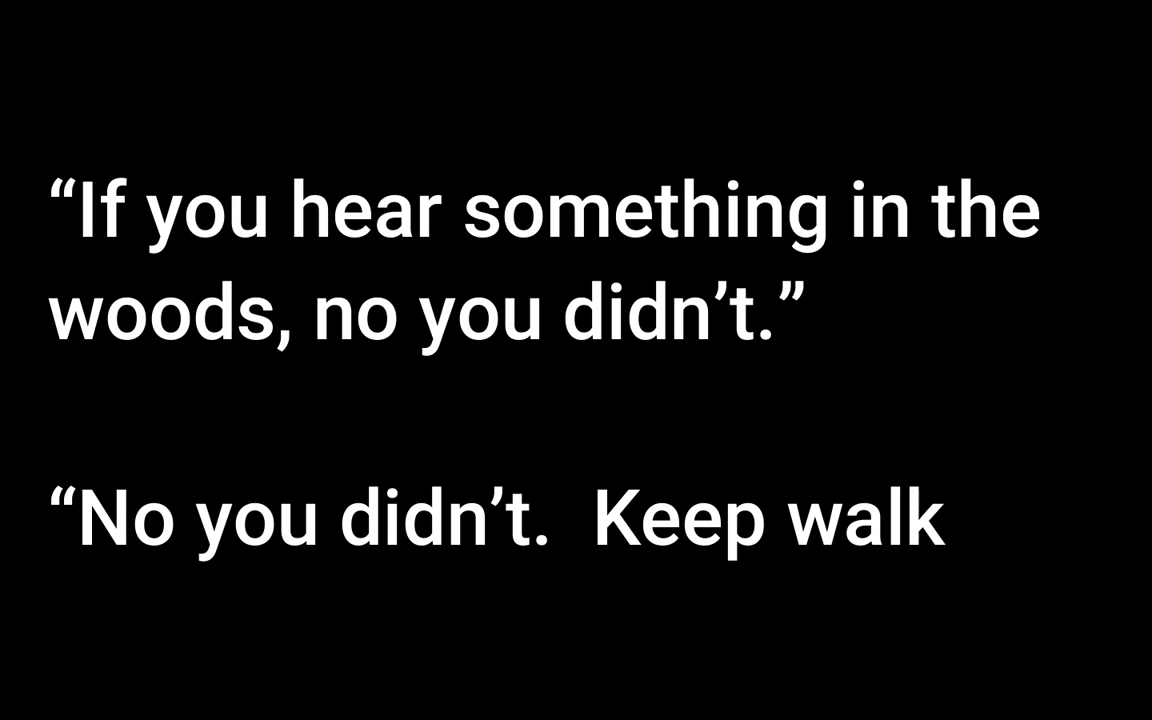 “If you hear something in the
woods, no you didn’t.”
“No you didn’t.  Keep walk